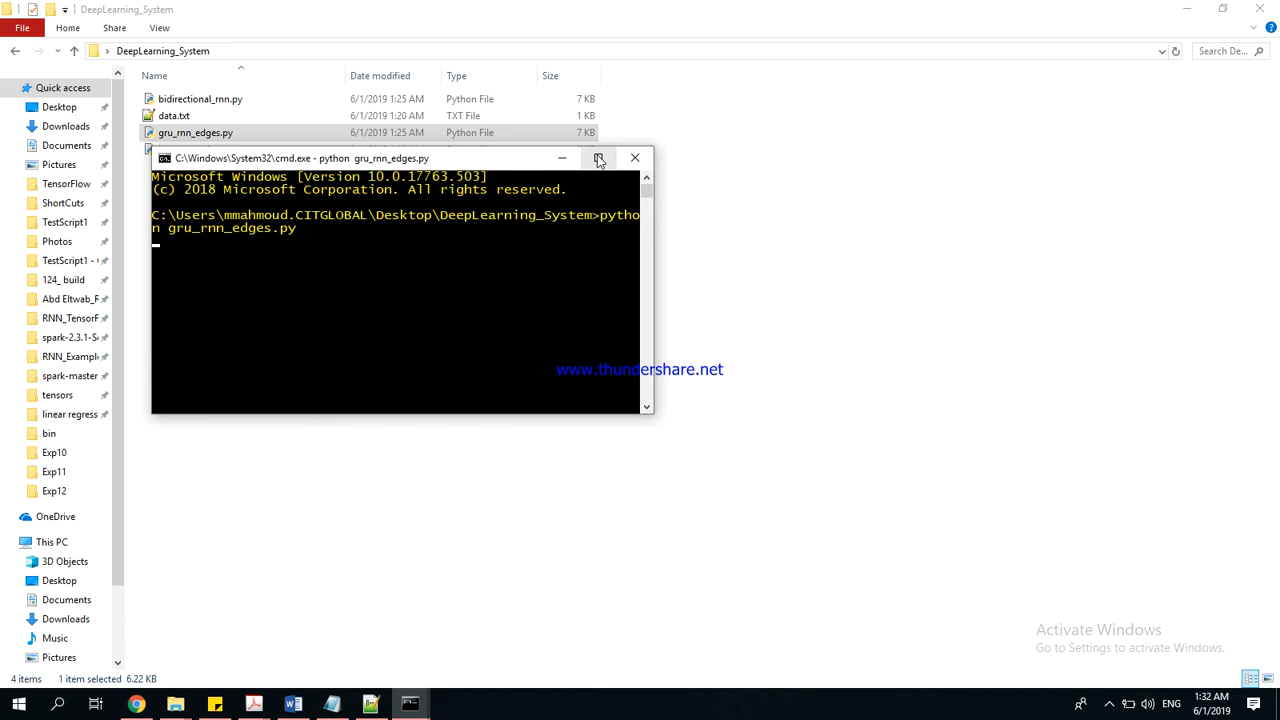 DeepLearning_System
File
Home
Share
View
DeepLearning_System
Search De...
Name
Date modified
Type
Size
Quick access
Desktop
Downloads
Documents
Pictures
TensorFlow
ShortCuts
TestScript1
Photos
TestScript1 -
124_ build
Abd Eltwab_F
RNN_TensorF
spark-2.3.1-S
RNN_Exampl
spark-master
tensors
linear regress
bin
Exp10
Exp11
Exp12
OneDrive
This PC
3D Objects
Desktop
Documents
Downloads
Music
Pictures
bidirectional_rnn.py 6/1/2019 1:25 AM Python File 7 KB
data.txt 6/1/2019 1:20 AM TXT File 1 KB
gru_rnn_edges.py 6/1/2019 1:25 AM Python File 7 KB
C:\Windows\System32\cmd.exe - python gru_rnn_edges.py
Microsoft Windows [Version 10.0.17763.503]
(c) 2018 Microsoft Corporation. All rights reserved.
C:\Users\mmahmoud.CITGLOBAL\Desktop\DeepLearning_System>pytho
n gru_rnn_edges.py
www.thundershare.net
Activate Windows
Go to Settings to activate Windows.
4 items
1 item selected 6.22 KB
ENG
1:32 AM
6/1/2019